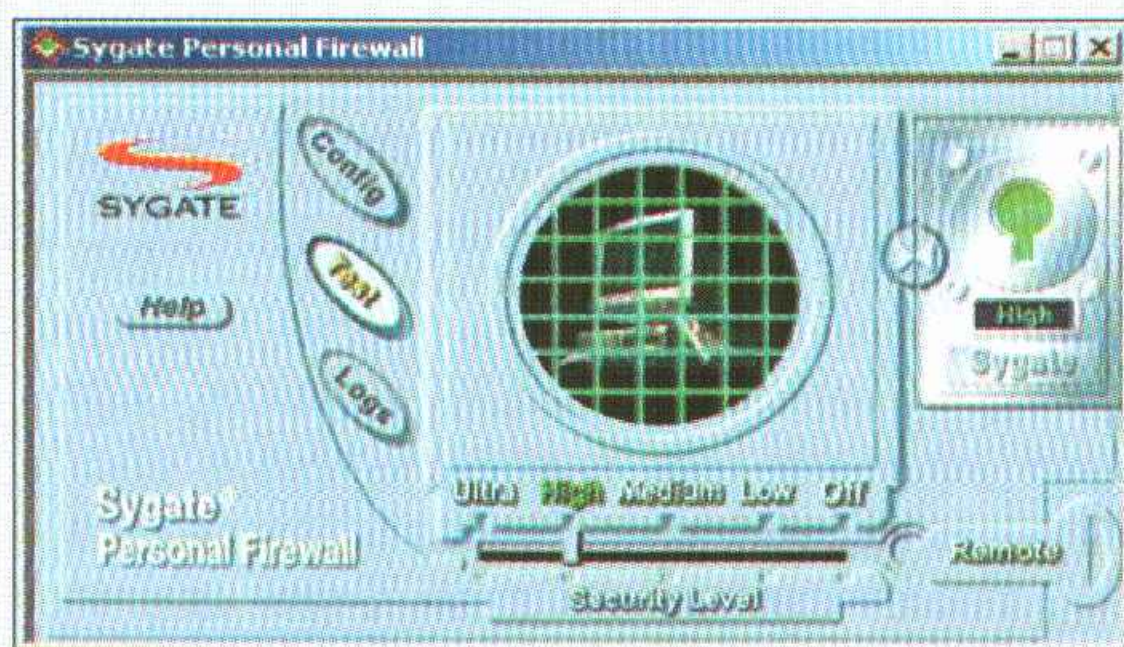 Sygate Personal Firewall
SYGATE
Help
Config
Test
Logs
High
Sygate
Ultra High Medium Low Off
Security Level
Remote
Sygate®
Personal Firewall